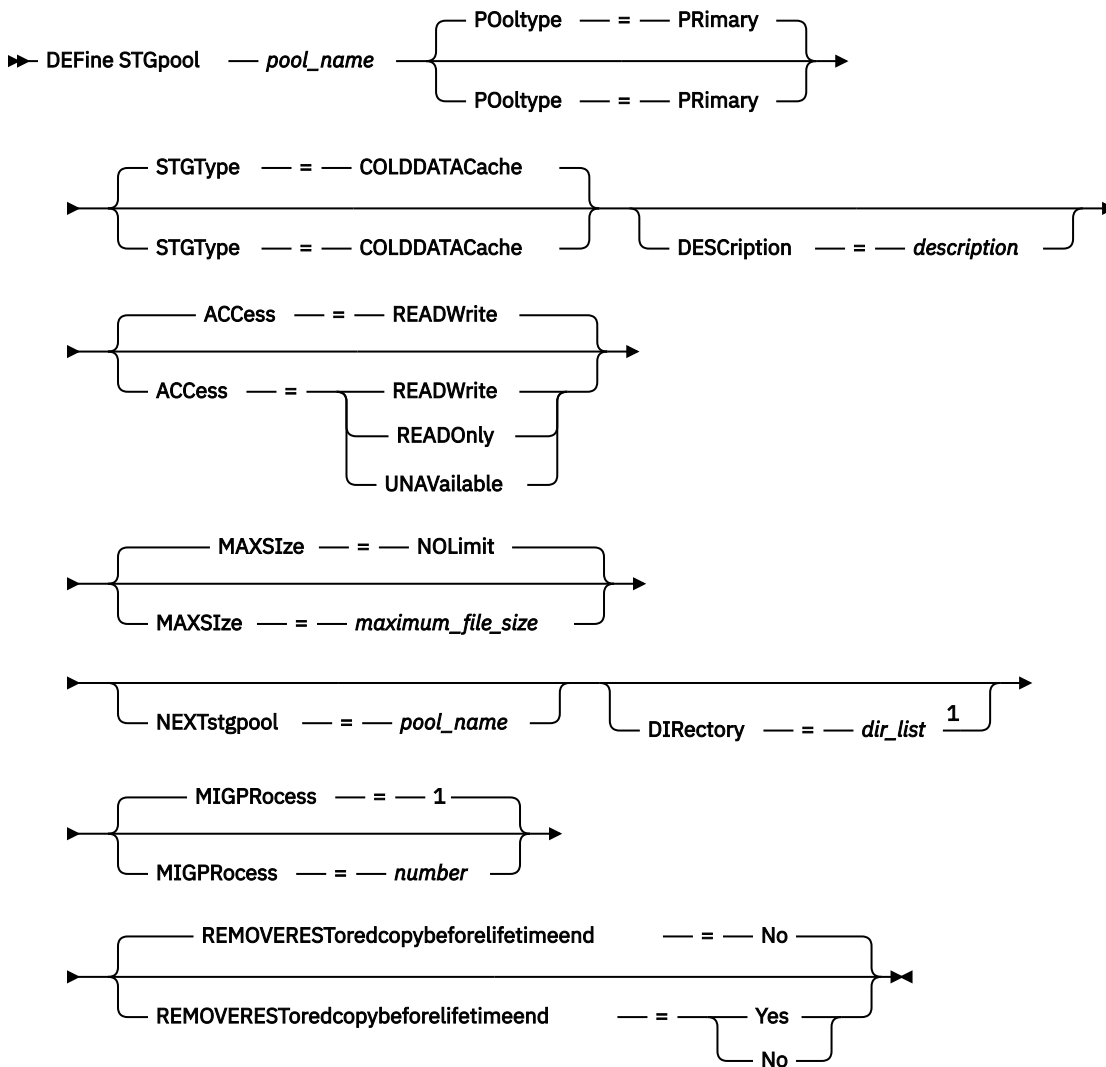 POoltype = PRimary
DEFine STGpool pool_name
POoltype = PRimary
STGType = COLDDATACache
STGType = COLDDATACache
DESCription = description
ACCess = READWrite
ACCess = READWrite
READOnly
UNAVailable
MAXSIze = NOLimit
MAXSIze = maximum_file_size
NEXTstgpool = pool_name
DIRectory = dir_list 1
MIGPRocess = 1
MIGPRocess = number
REMOVERESToredcopybeforelifetimeend = No
REMOVERESToredcopybeforelifetimeend = Yes
No